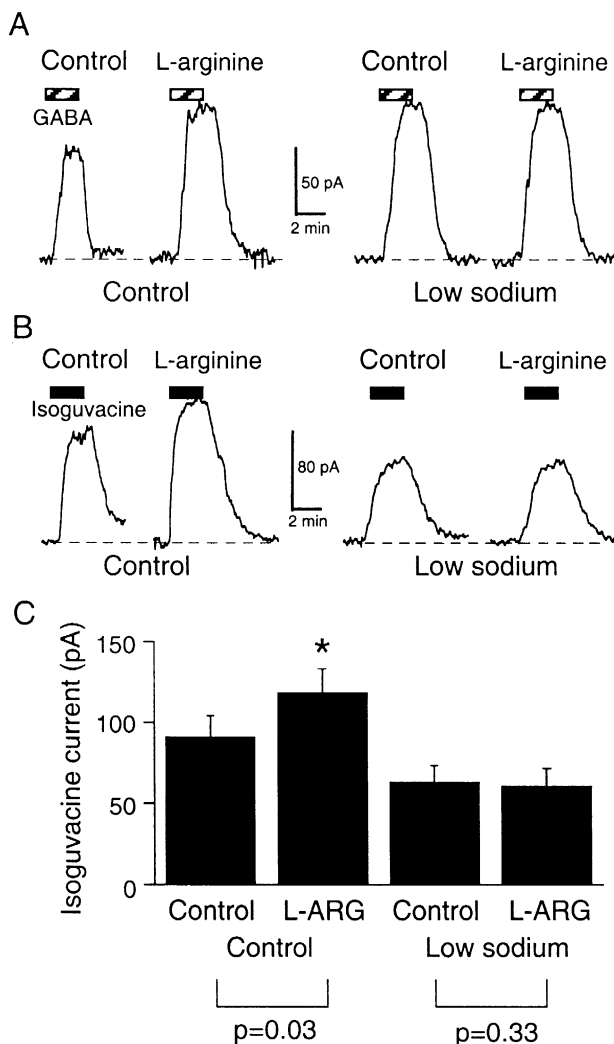 A
Control L-arginine Control L-arginine
GABA
50 pA
2 min
Control Low sodium
B
Control L-arginine Control L-arginine
Isoguvacine
80 pA
2 min
Control Low sodium
C
Isoguvacine current (pA)
150
100
50
0
Control L-ARG Control L-ARG
Control Low sodium
*
p=0.03 p=0.33